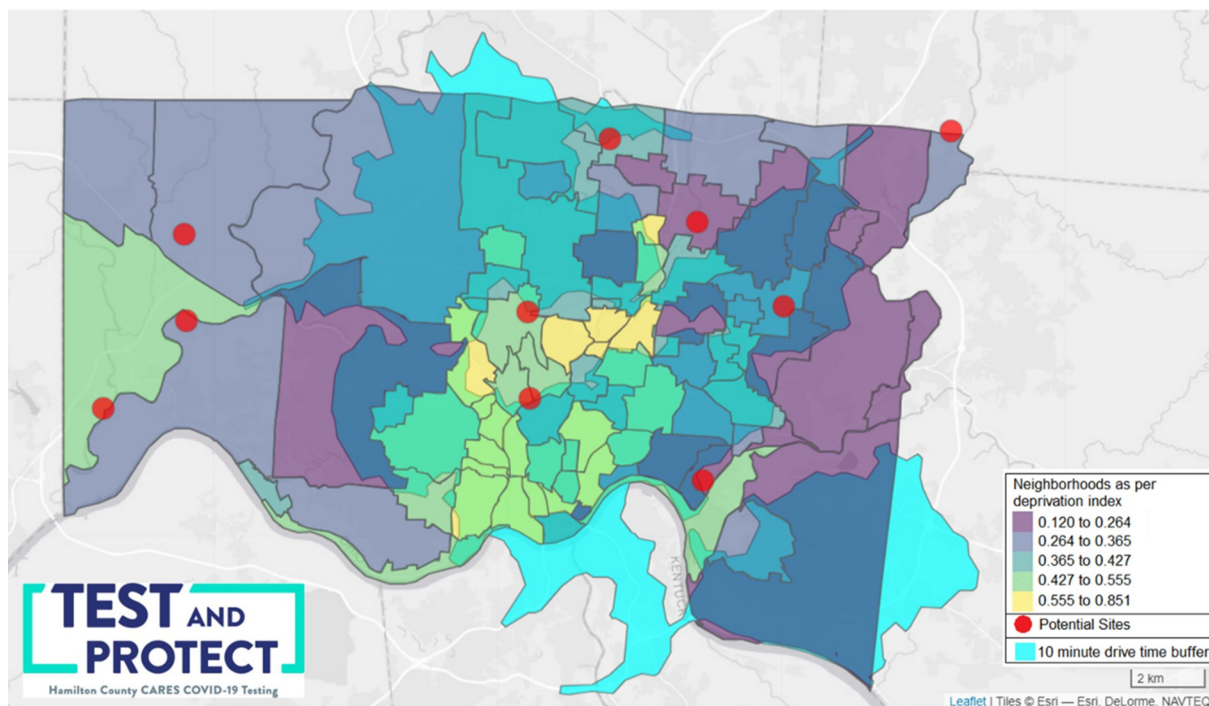 KENTUCK
Neighborhoods as per
deprivation index
0.120 to 0.264
0.264 to 0.365
0.365 to 0.427
0.427 to 0.555
0.555 to 0.851
Potential Sites
10 minute drive time buffer
2 km
TEST AND
PROTECT
Hamilton County CARES COVID-19 Testing
Leaflet | Tiles © Esri — Esri, DeLorme, NAVTEQ